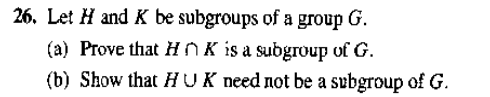 26. Let H and K be subgroups of a group G.
(a) Prove that H ∩ K is a subgroup of G.
(b) Show that H ∪ K need not be a subgroup of G.